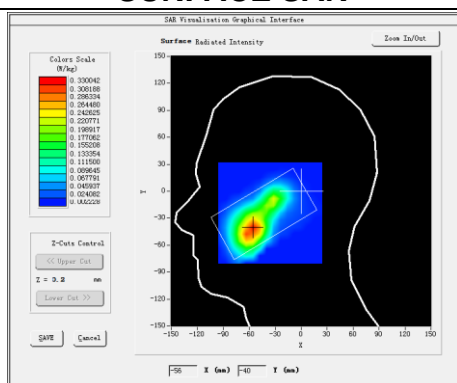 SURFACE SAR
SAR Visualisation Graphical Interface
Surface Radiated Intensity
Zoom In/Out
Colors Scale
(W/kg)
0.330042
0.308188
0.286334
0.264480
0.242625
0.220771
0.198917
0.177062
0.155208
0.133354
0.111500
0.089645
0.067791
0.045937
0.024082
0.002228
Z-Cuts Control
<< Upper Cut
Z = 3.2 mm
Lower Cut >>
SAVE
Cancel
150
120
90
60
30
0
-30
-60
-90
-120
-150
Y
-150 -120 -90 -60 -30 0 30 60 90 120 150
X
-56 X (mm) -40 Y (mm)